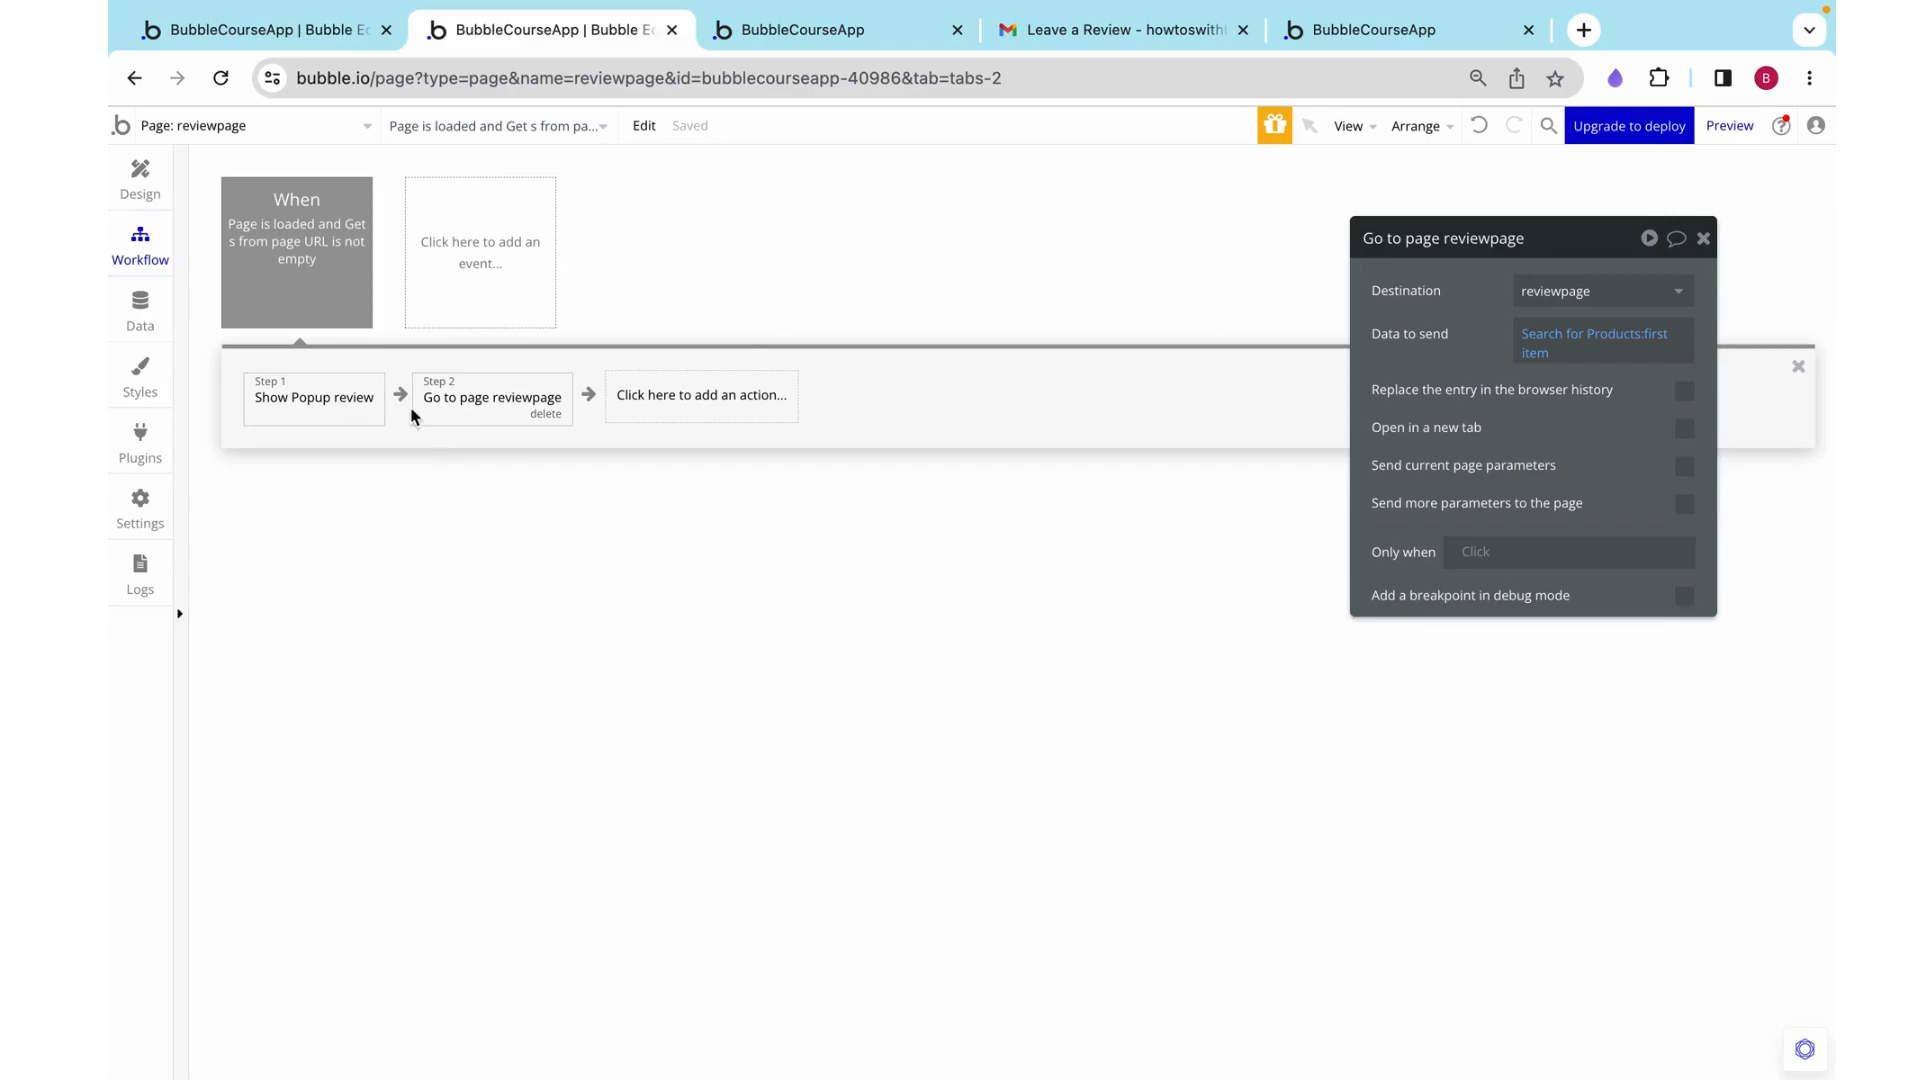 BubbleCourseApp | Bubble E
BubbleCourseApp | Bubble E
BubbleCourseApp
Leave a Review - howtoswith
BubbleCourseApp
bubble.io/page?type=page&name=reviewpage&id=bubblecourseapp-40986&tab=tabs-2
B
Page: reviewpage
Page is loaded and Get s from pa...
Edit
Saved
View
Arrange
Upgrade to deploy
Preview
Design
Workflow
Data
Styles
Plugins
Settings
Logs
When
Page is loaded and Get
s from page URL is not
empty
Click here to add an
event...
Step 1
Show Popup review
Step 2
Go to page reviewpage
delete
Click here to add an action...
Go to page reviewpage
Destination
reviewpage
Data to send
Search for Products:first
item
Replace the entry in the browser history
Open in a new tab
Send current page parameters
Send more parameters to the page
Only when
Click
Add a breakpoint in debug mode